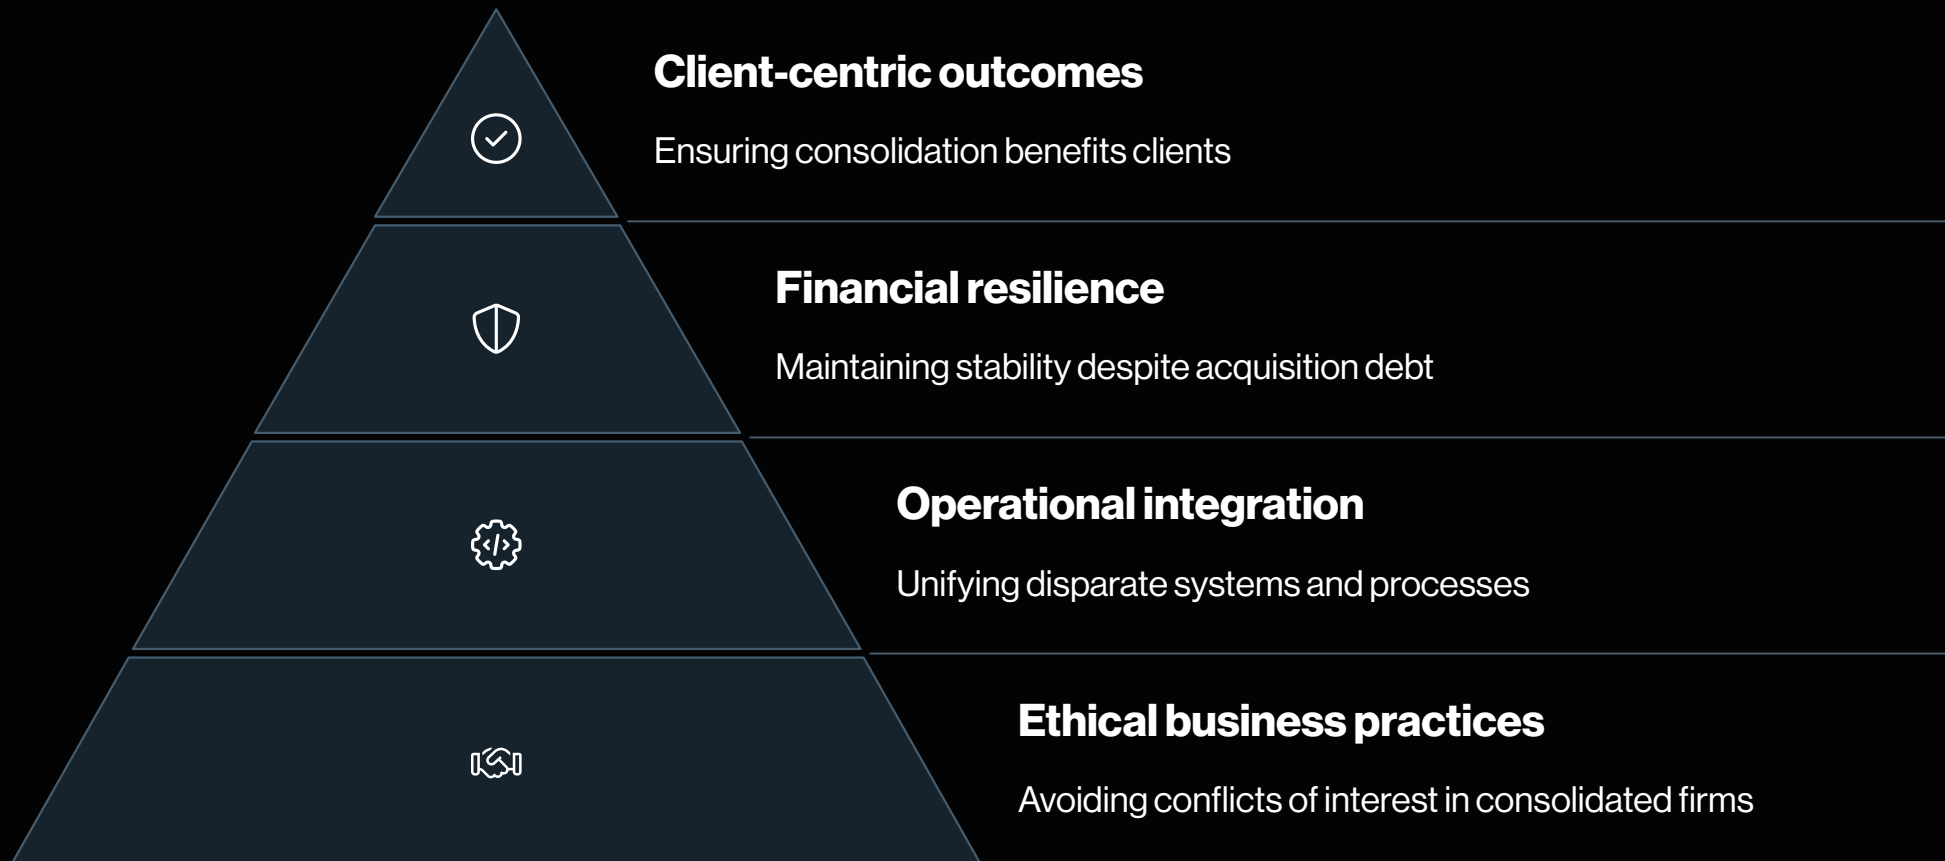 Client-centric outcomes
Ensuring consolidation benefits clients
Financial resilience
Maintaining stability despite acquisition debt
Operational integration
Unifying disparate systems and processes
Ethical business practices
Avoiding conflicts of interest in consolidated firms